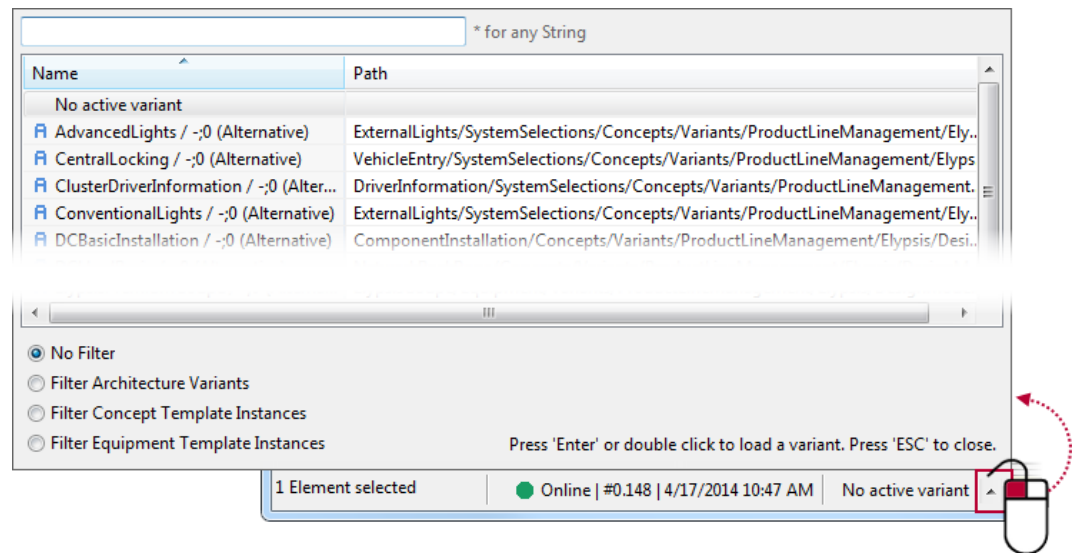 * for any String
Name Path
No active variant
A AdvancedLights / -;0 (Alternative) ExternalLights/SystemSelections/Concepts/Variants/ProductLineManagement/Ely..
A CentralLocking / -;0 (Alternative) VehicleEntry/SystemSelections/Concepts/Variants/ProductLineManagement/Elyps
A ClusterDriverInformation / -;0 (Alter... DriverInformation/SystemSelections/Concepts/Variants/ProductLineManagement.
A ConventionalLights / -;0 (Alternative) ExternalLights/SystemSelections/Concepts/Variants/ProductLineManagement/Ely..
A DCBasicInstallation / -;0 (Alternative) ComponentInstallation/Concepts/Variants/ProductLineManagement/Elypsis/Desi..
No Filter
Filter Architecture Variants
Filter Concept Template Instances
Filter Equipment Template Instances Press 'Enter' or double click to load a variant. Press 'ESC' to close.
1 Element selected Online | #0.148 | 4/17/2014 10:47 AM No active variant